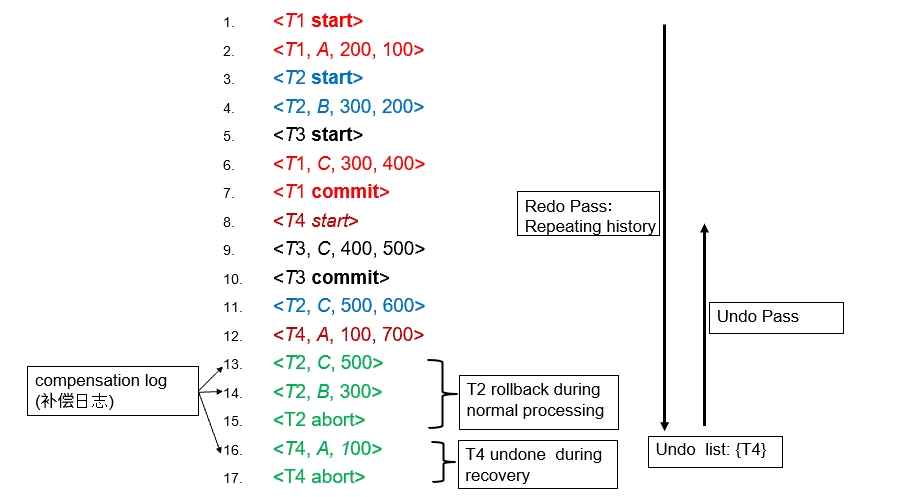 1. <T1 start>
2. <T1, A, 200, 100>
3. <T2 start>
4. <T2, B, 300, 200>
5. <T3 start>
6. <T1, C, 300, 400>
7. <T1 commit>
8. <T4 start>
9. <T3, C, 400, 500>
10. <T3 commit>
11. <T2, C, 500, 600>
12. <T4, A, 100, 700>
13. <T2, C, 500>
14. <T2, B, 300>
15. <T2 abort>
16. <T4, A, 100>
17. <T4 abort>
compensation log
(补偿日志)
T2 rollback during
normal processing
T4 undone during
recovery
Redo Pass:
Repeating history
Undo Pass
Undo list: {T4}